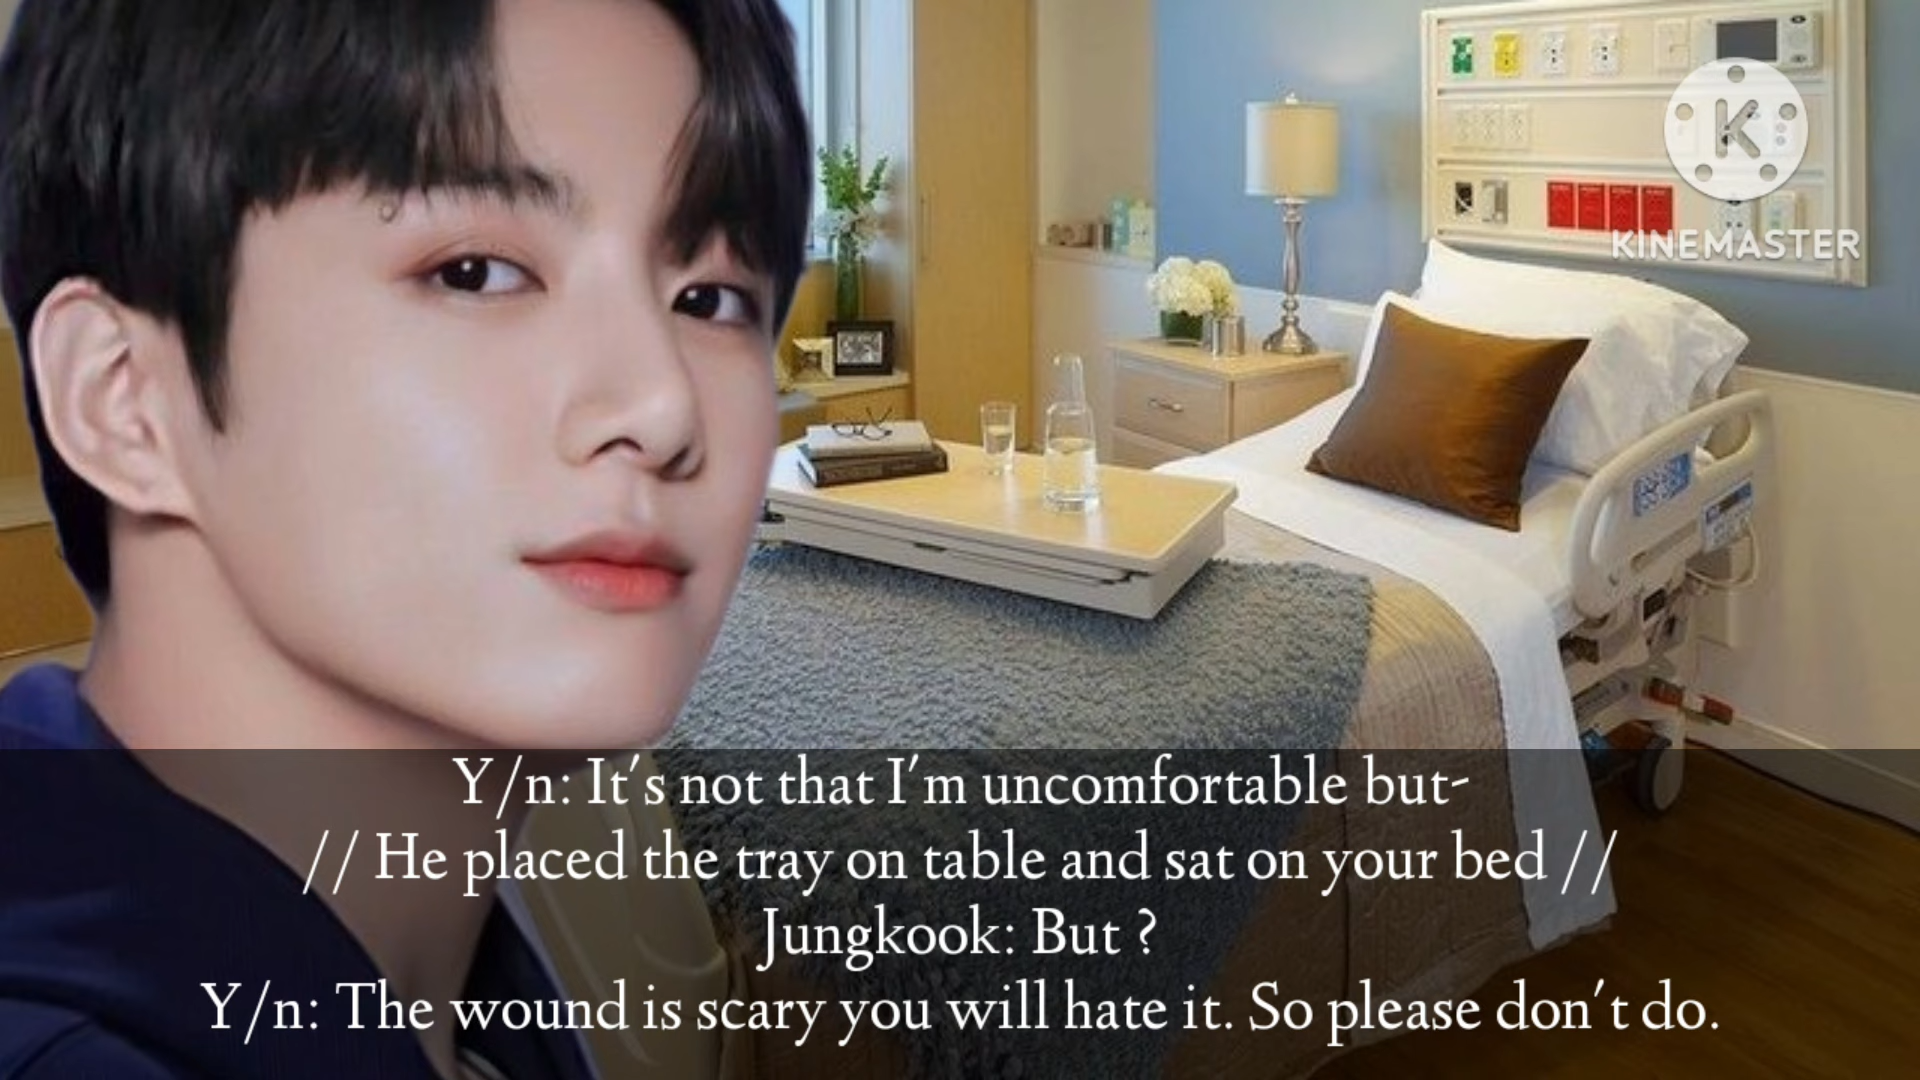 K
KINEMASTER
Y/n: It's not that I'm uncomfortable but-
// He placed the tray on table and sat on your bed //
Jungkook: But ?
Y/n: The wound is scary you will hate it. So please don't do.